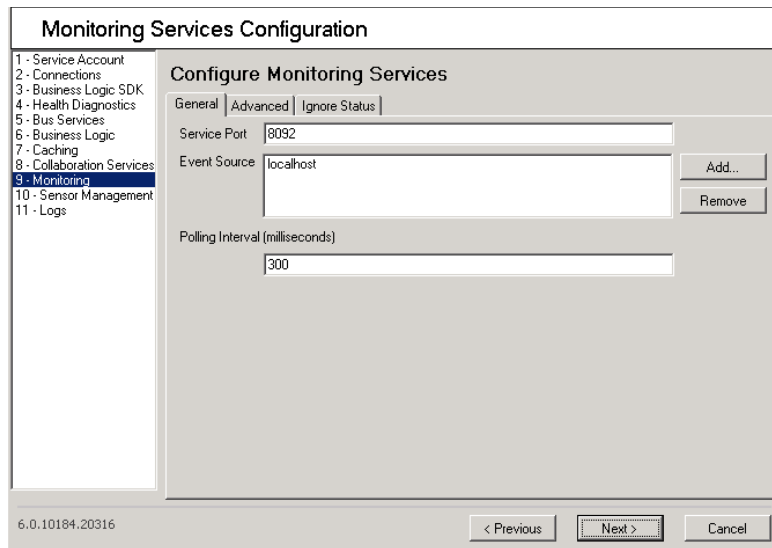 Monitoring Services Configuration
1 - Service Account
2 - Connections
3 - Business Logic SDK
4 - Health Diagnostics
5 - Bus Services
6 - Business Logic
7 - Caching
8 - Collaboration Services
9 - Monitoring
10 - Sensor Management
11 - Logs
Configure Monitoring Services
General Advanced Ignore Status
Service Port 8092
Event Source localhost Add...
Remove
Polling Interval (milliseconds)
300
6.0.10184.20316 < Previous Next > Cancel